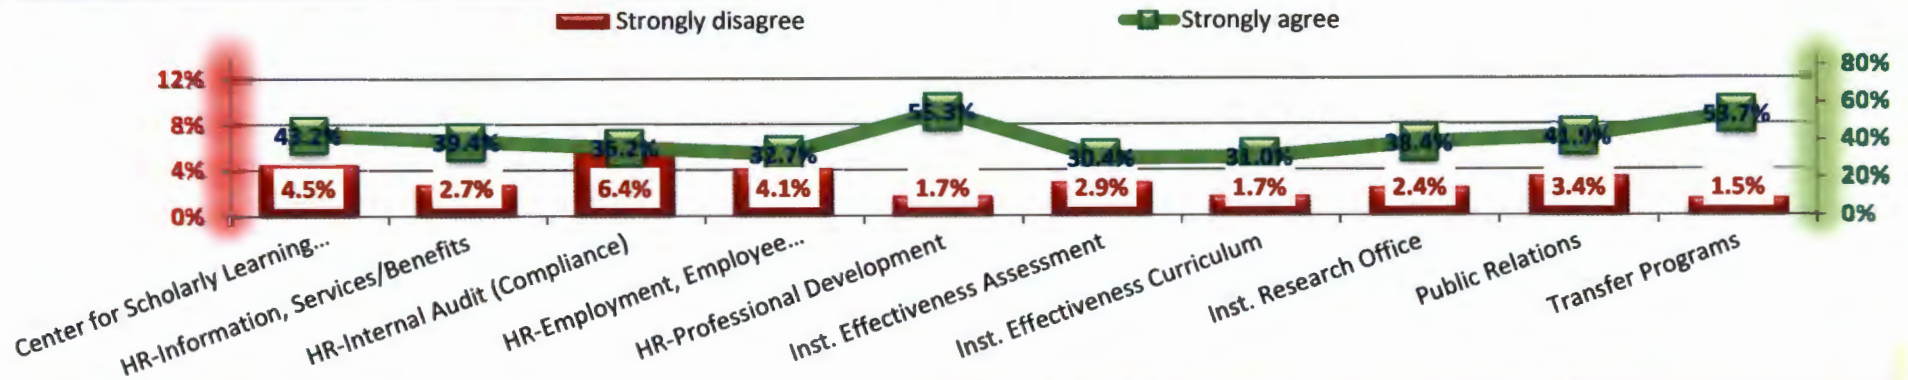 Strongly disagree Strongly agree
12% 80%
8% 60%
4% 40%
0% 20%
0%
43.2% 39.4% 35.2% 32.7% 55.3% 30.4% 31.0% 38.4% 41.9% 53.7%
4.5% 2.7% 6.4% 4.1% 1.7% 2.9% 1.7% 2.4% 3.4% 1.5%
Center for Scholarly Learning...
HR-Information, Services/Benefits
HR-Internal Audit (Compliance)
HR-Employment, Employee...
HR-Professional Development
Inst. Effectiveness Assessment
Inst. Effectiveness Curriculum
Inst. Research Office
Public Relations
Transfer Programs